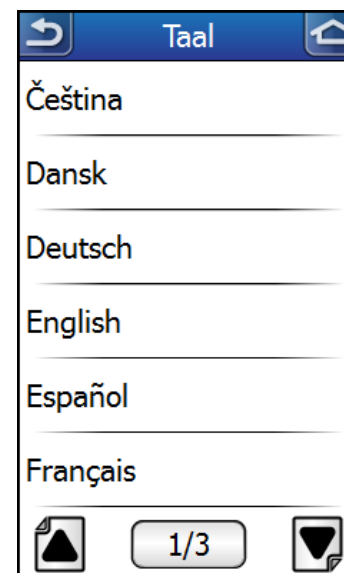 Taal
Čeština
Dansk
Deutsch
English
Español
Français
1/3